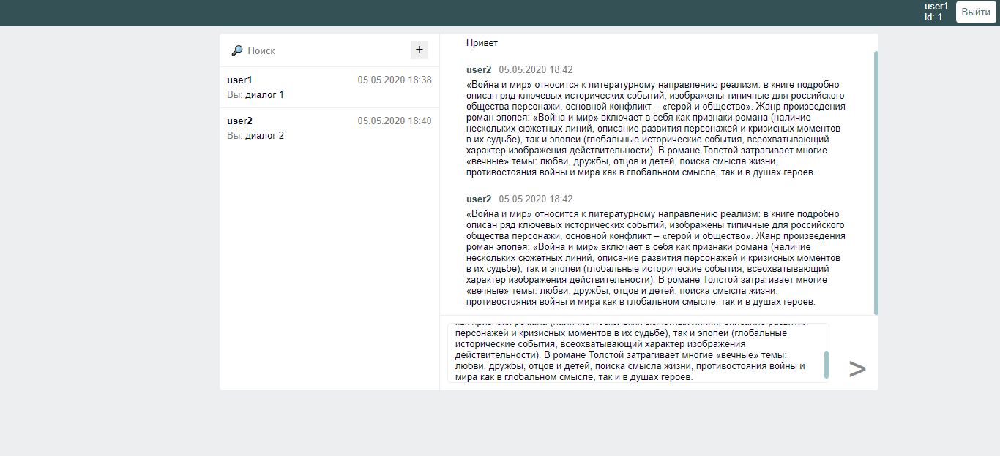 user1
id: 1
Выйти
Поиск
+
user1 05.05.2020 18:38
Вы: диалог 1
user2 05.05.2020 18:40
Вы: диалог 2
Привет
user2 05.05.2020 18:42
«Война и мир» относится к литературному направлению реализм: в книге подробно
описан ряд ключевых исторических событий, изображены типичные для российского
общества персонажи, основной конфликт – «герой и общество». Жанр произведения
роман эпопея: «Война и мир» включает в себя как признаки романа (наличие
нескольких сюжетных линий, описание развития персонажей и кризисных моментов
в их судьбе), так и эпопеи (глобальные исторические события, всеохватывающий
характер изображения действительности). В романе Толстой затрагивает многие
«вечные» темы: любви, дружбы, отцов и детей, поиска смысла жизни,
противостояния войны и мира как в глобальном смысле, так и в душах героев.
user2 05.05.2020 18:42
«Война и мир» относится к литературному направлению реализм: в книге подробно
описан ряд ключевых исторических событий, изображены типичные для российского
общества персонажи, основной конфликт – «герой и общество». Жанр произведения
роман эпопея: «Война и мир» включает в себя как признаки романа (наличие
нескольких сюжетных линий, описание развития персонажей и кризисных моментов
в их судьбе), так и эпопеи (глобальные исторические события, всеохватывающий
характер изображения действительности). В романе Толстой затрагивает многие
«вечные» темы: любви, дружбы, отцов и детей, поиска смысла жизни,
противостояния войны и мира как в глобальном смысле, так и в душах героев.
как признаки романа (наличие нескольких сюжетных линий, описание развития
персонажей и кризисных моментов в их судьбе), так и эпопеи (глобальные
исторические события, всеохватывающий характер изображения
действительности). В романе Толстой затрагивает многие «вечные» темы:
любви, дружбы, отцов и детей, поиска смысла жизни, противостояния войны и
мира как в глобальном смысле, так и в душах героев.
>